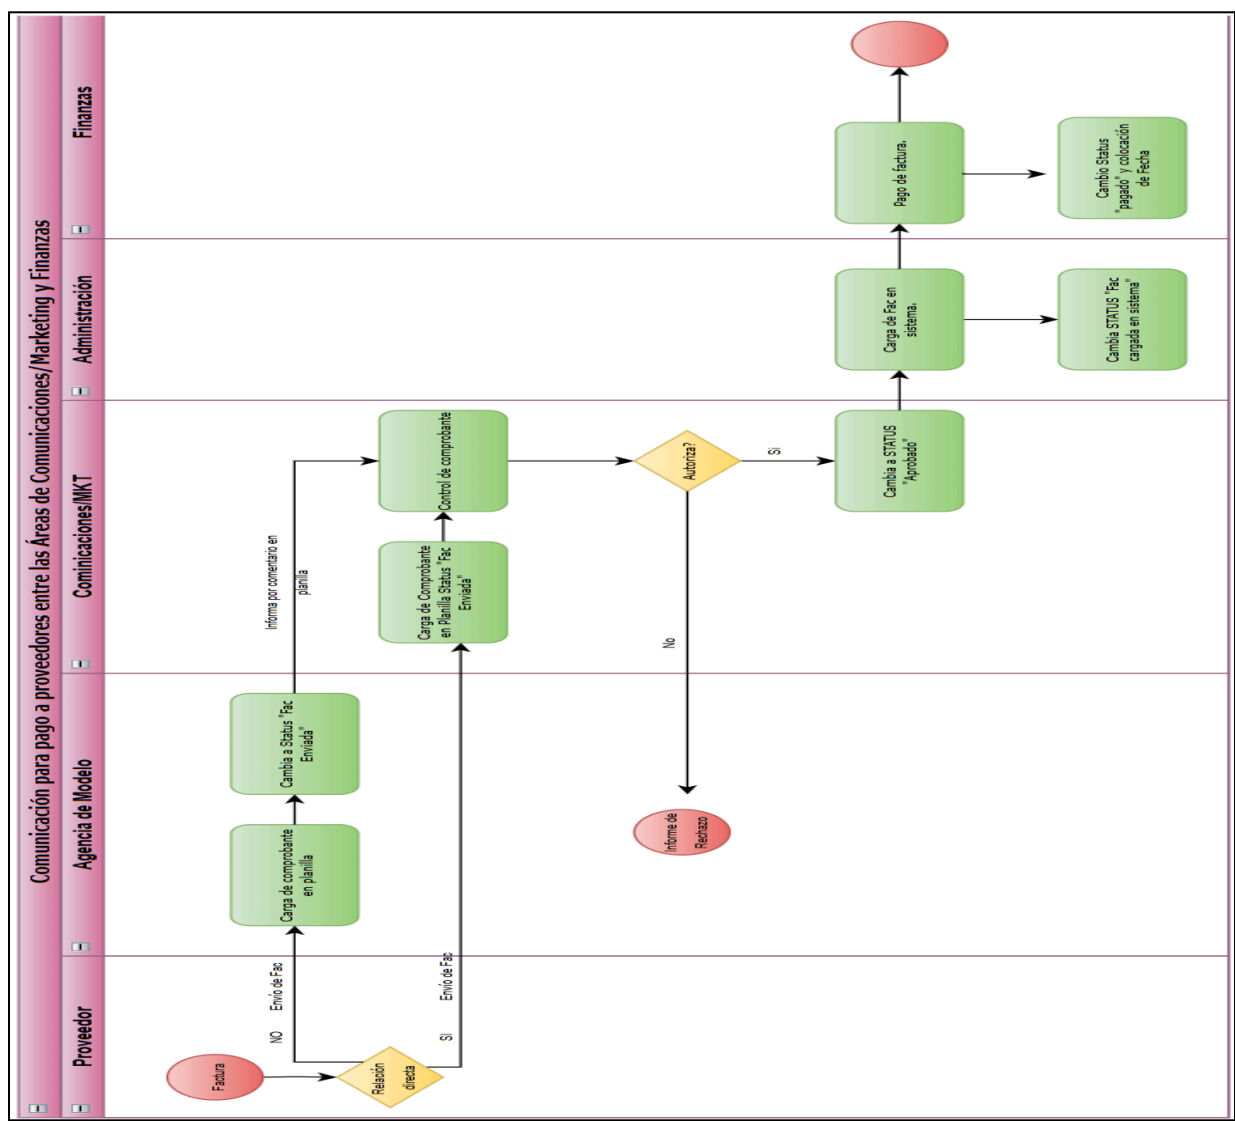 Comunicación para pago a proveedores entre las Áreas de Comunicaciones/Marketing y Finanzas
Proveedor
Agencia de Modelo
Cominicaciones/MKT
Administración
Finanzas
Factura
Relación
directa
NO
Envío de Fac
SI
Envío de Fac
Carga de comprobante
en planilla
Cambia a Status "Fac
Enviada"
Informa por comentario en
planilla
Carga de Comprobante
en Planilla Status "Fac
Enviada"
Control de comprobante
Autoriza?
No
Informe de
Rechazo
Si
Cambia a STATUS
"Aprobado"
Carga de Fac en
sistema.
Cambia STATUS "Fac
cargada en sistema"
Pago de factura.
Cambio Status
"pagado" y colocación
de Fecha